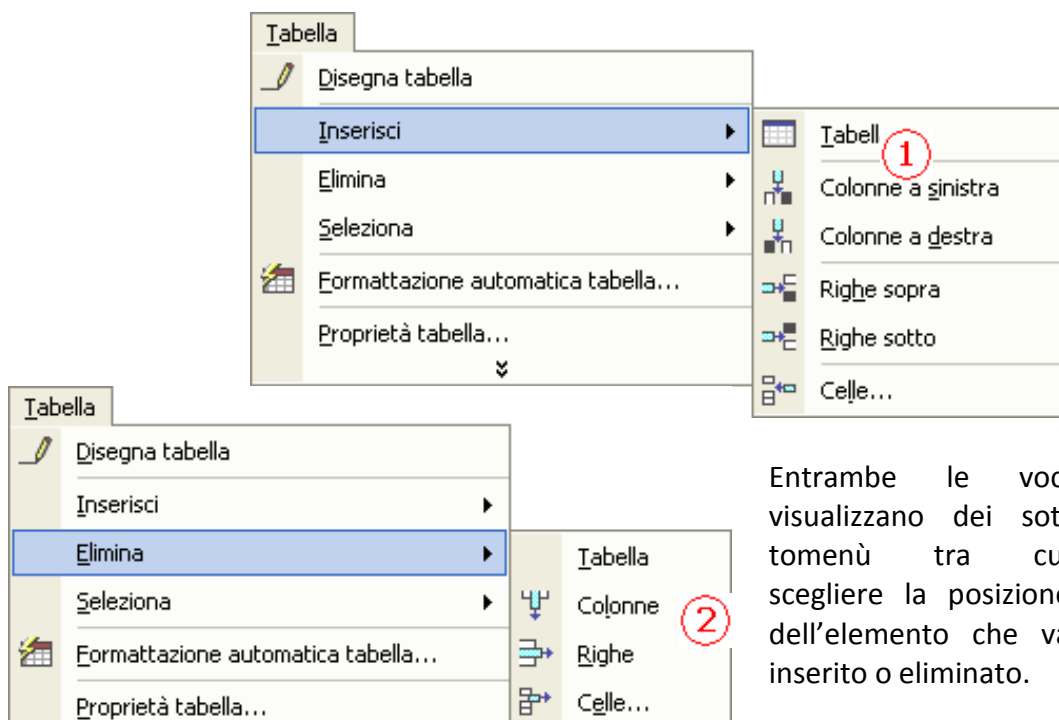 Tabella
Disegna tabella
Inserisci
Elimina
Seleziona
Formattazione automatica tabella...
Proprietà tabella...
Tabell
1
Colonne a sinistra
Colonne a destra
Righe sopra
Righe sotto
Celle...
Tabella
Disegna tabella
Inserisci
Elimina
Seleziona
Formattazione automatica tabella...
Proprietà tabella...
Tabella
Colonne
2
Righe
Celle...
Entrambe le voc
visualizzano dei sot
tomenù tra cu
scegliere la posizione
dell’elemento che va
inserito o eliminato.